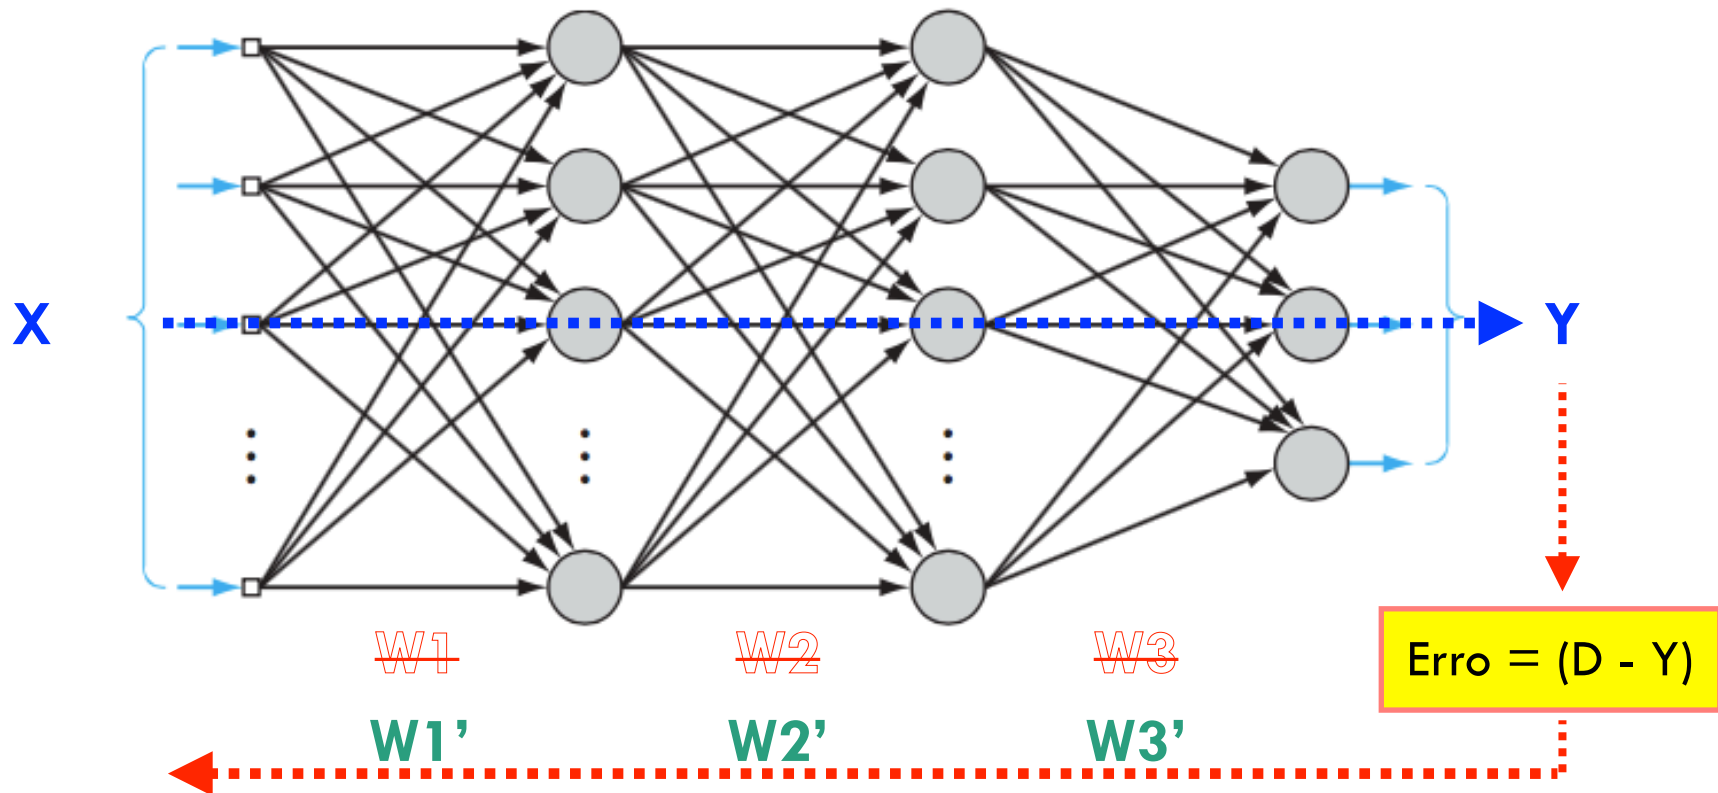 X
Y
W1 W2 W3
Erro = (D - Y)
W1’ W2’ W3’